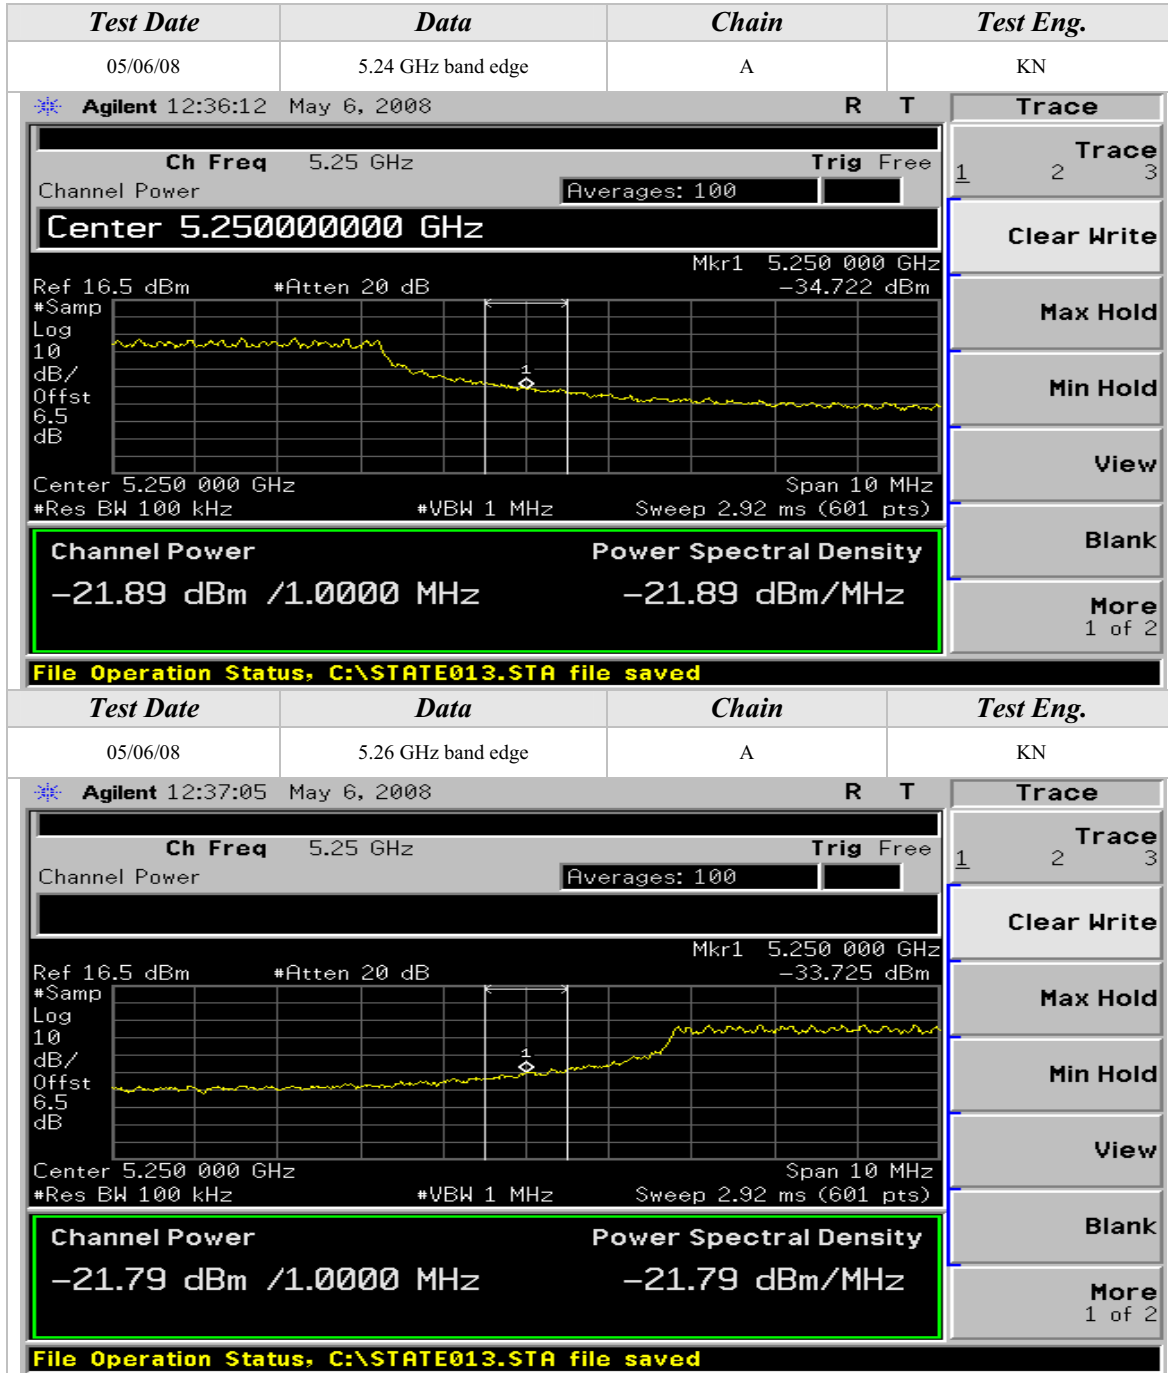 Test Date Data Chain Test Eng.
05/06/08 5.24 GHz band edge A KN
Agilent 12:36:12 May 6, 2008 R T Trace
Ch Freq 5.25 GHz Trig Free
Channel Power Averages: 100
Trace
1 2 3
Center 5.250000000 GHz
Clear Write
Mkr1 5.250 000 GHz
Ref 16.5 dBm #Atten 20 dB -34.722 dBm
#Samp
Log
10
dB/
Offst
6.5
dB
1
Max Hold
Min Hold
View
Center 5.250 000 GHz Span 10 MHz
#Res BW 100 kHz #VBW 1 MHz Sweep 2.92 ms (601 pts)
Channel Power Power Spectral Density
-21.89 dBm /1.0000 MHz -21.89 dBm/MHz
Blank
More
1 of 2
File Operation Status, C:\STATE013.STA file saved
Test Date Data Chain Test Eng.
05/06/08 5.26 GHz band edge A KN
Agilent 12:37:05 May 6, 2008 R T Trace
Ch Freq 5.25 GHz Trig Free
Channel Power Averages: 100
Trace
1 2 3
Clear Write
Mkr1 5.250 000 GHz
Ref 16.5 dBm #Atten 20 dB -33.725 dBm
#Samp
Log
10
dB/
Offst
6.5
dB
1
Max Hold
Min Hold
View
Center 5.250 000 GHz Span 10 MHz
#Res BW 100 kHz #VBW 1 MHz Sweep 2.92 ms (601 pts)
Channel Power Power Spectral Density
-21.79 dBm /1.0000 MHz -21.79 dBm/MHz
Blank
More
1 of 2
File Operation Status, C:\STATE013.STA file saved